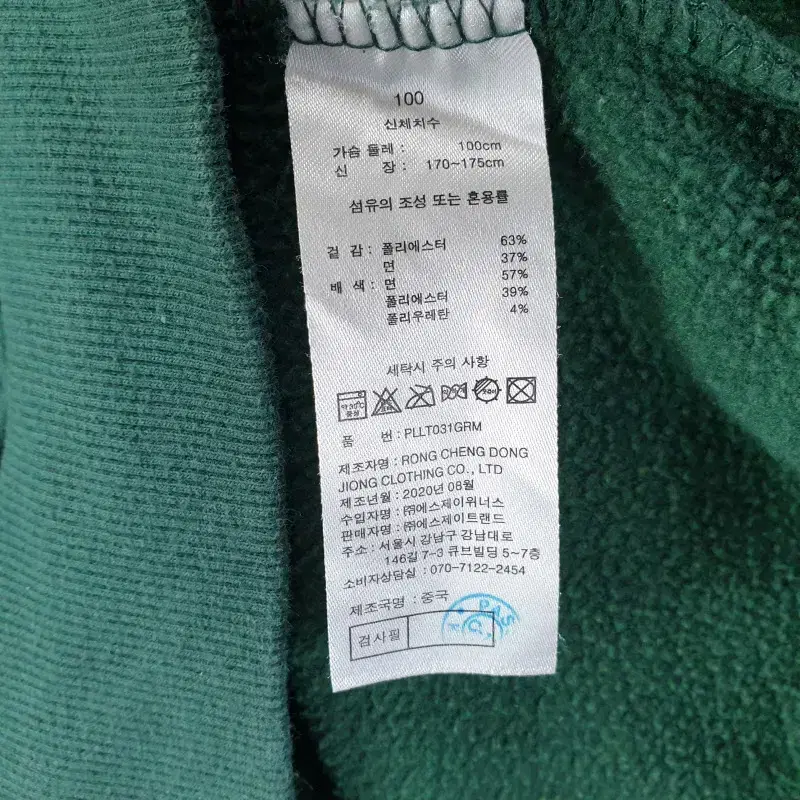 100
신체치수
가슴 둘레 : 100cm
신 장 : 170~175cm
섬유의 조성 또는 혼용률
겉 감 : 폴리에스터 63%
면 37%
배 색 : 면 57%
폴리에스터 39%
폴리우레탄 4%
세탁시 주의 사항
약 30℃
중성
품 번 : PLLT031GRM
제조자명 : RONG CHENG DONG
JIONG CLOTHING CO., LTD
제조년월 : 2020년 08월
수입자명 : ㈜에스제이위너스
판매자명 : ㈜에스제이트랜드
주소 : 서울시 강남구 강남대로
146길 7-3 큐브빌딩 5~7층
소비자상담실 : 070-7122-2454
제조국명 : 중국
검사필